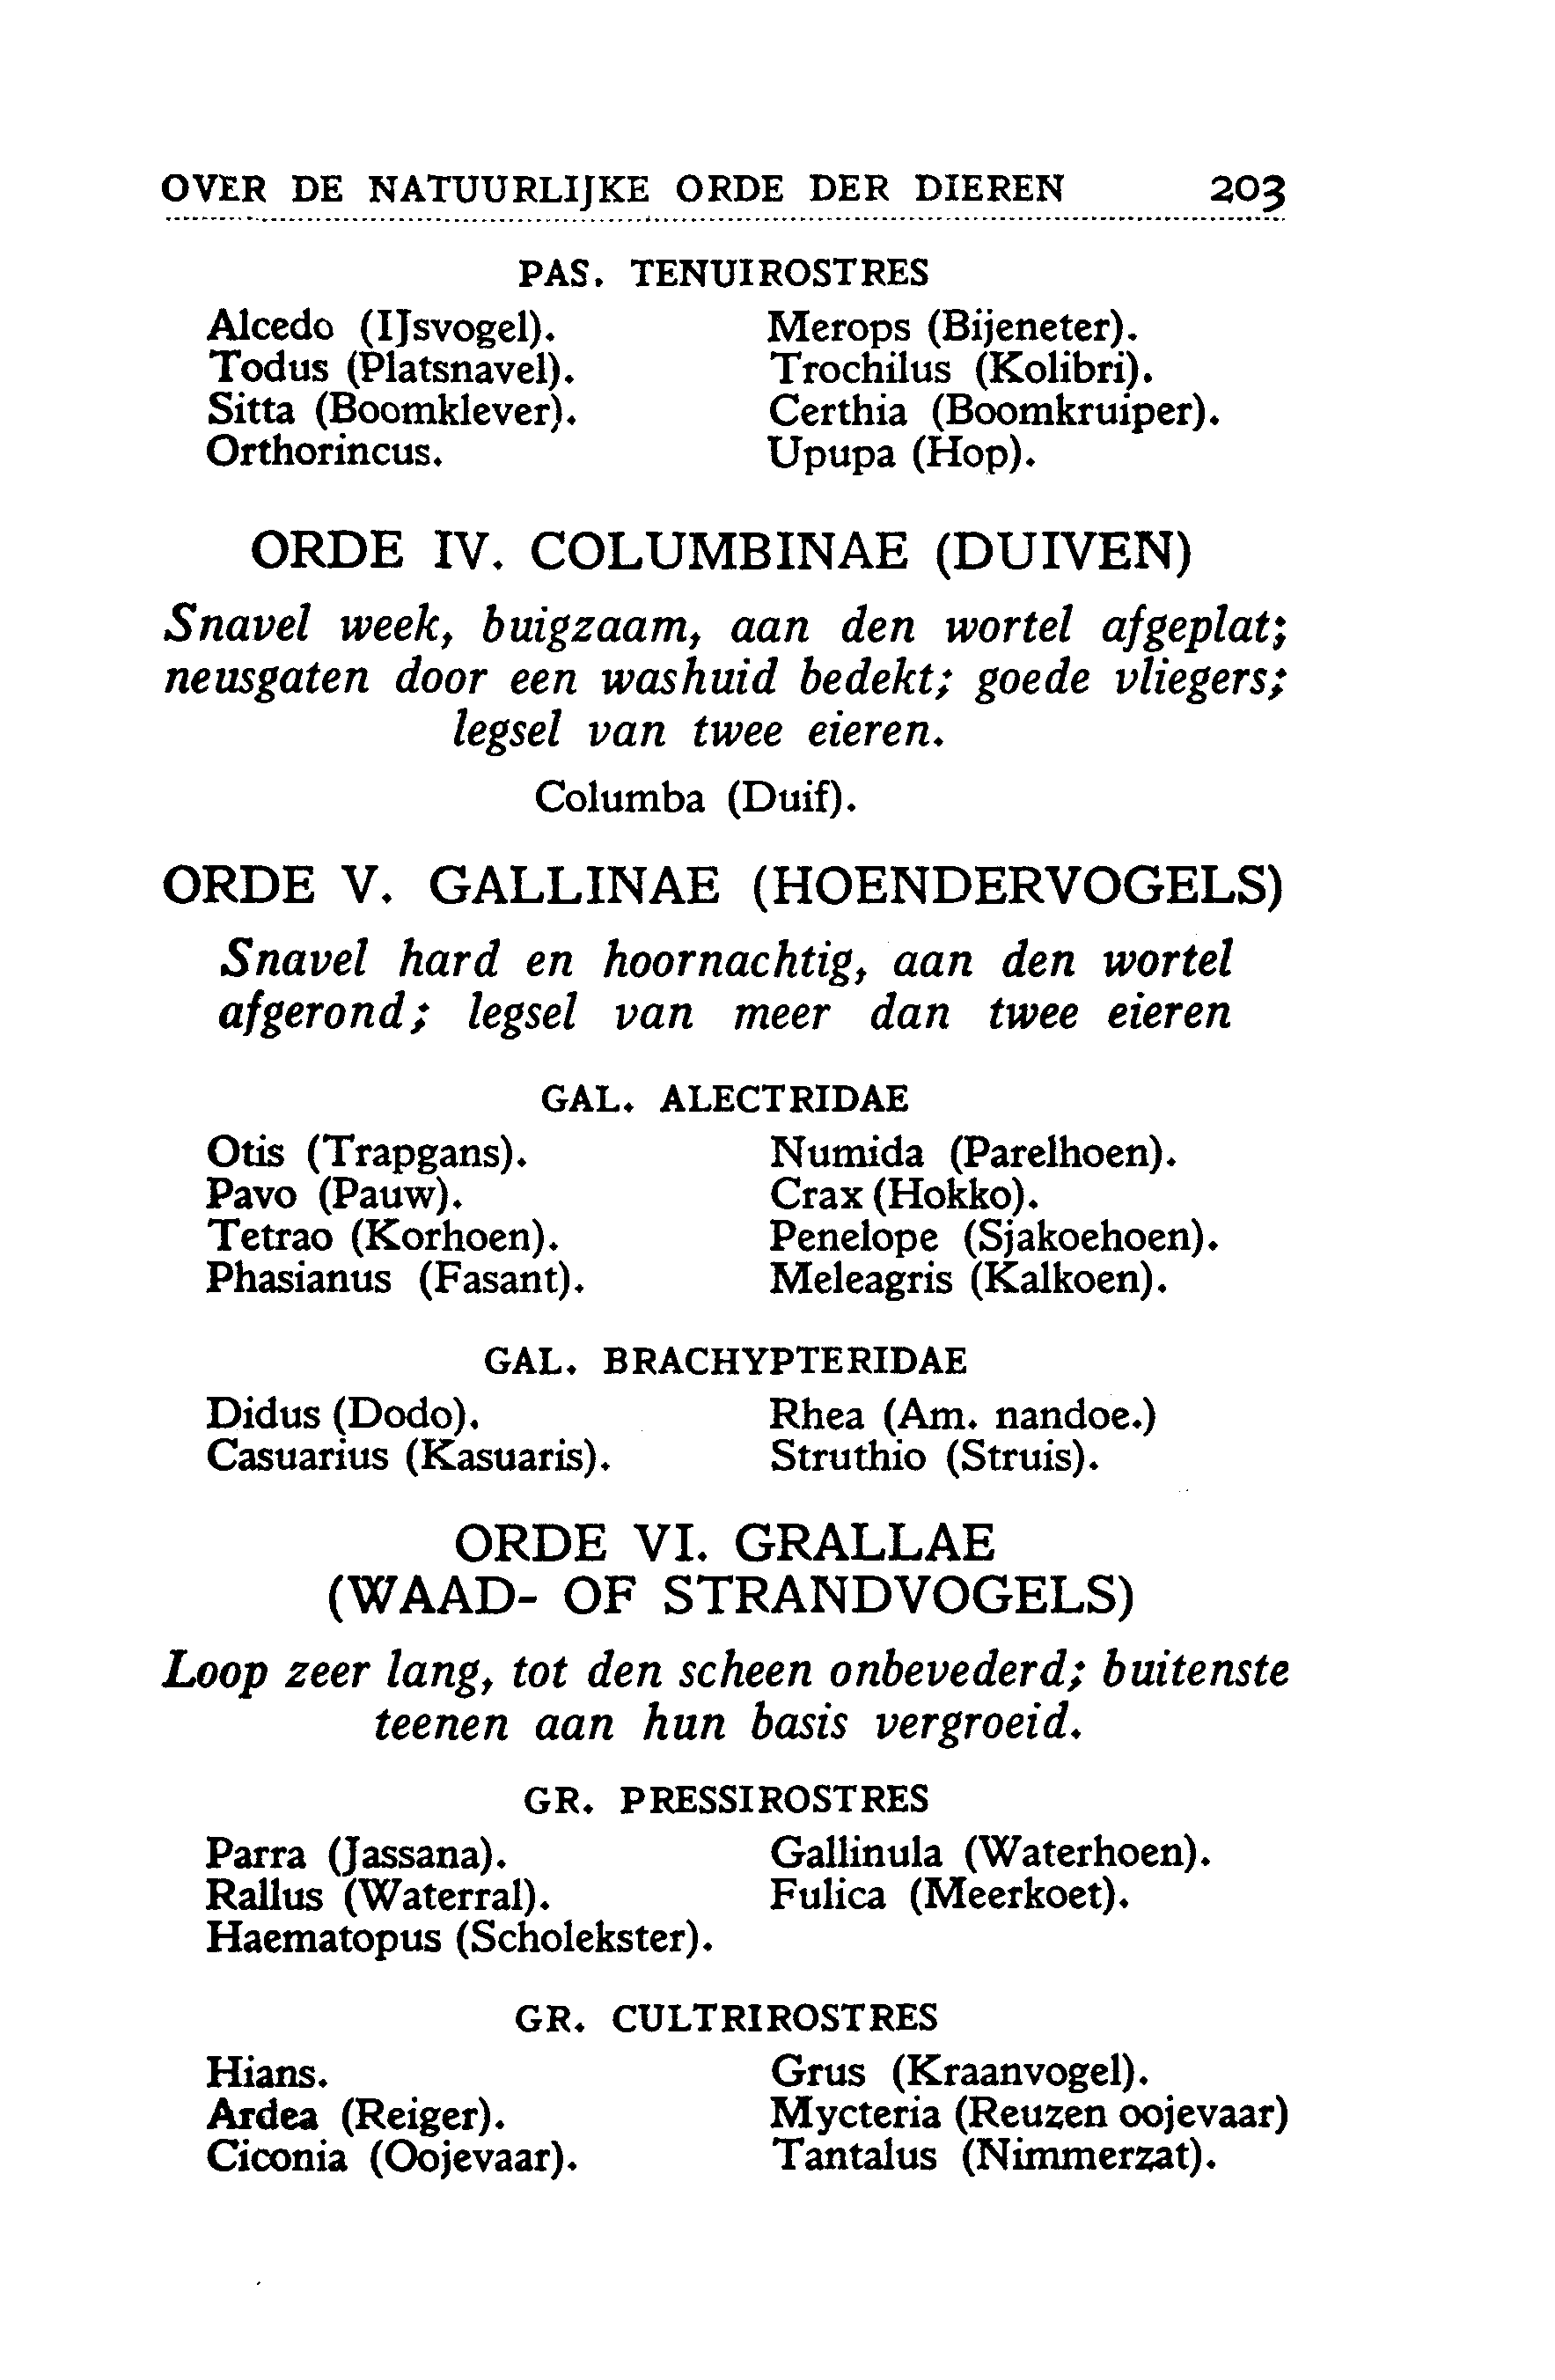 OVER DE NATUURLIJKE ORDE DER DIEREN 203
PAS. TENUIROSTRES
Alcedo (IJsvogel). Merops (Bijeneter).
Todus (Platsnavel). Trochilus (Kolibri).
Sitta (Boomklever). Certhia (Boomkruiper).
Orthorincus. Upupa (Hop).
ORDE IV. COLUMBINAE (DUIVEN)
Snavel week, buigzaam, aan den wortel afgeplat;
neusgaten door een washuid bedekt; goede vliegers;
legsel van twee eieren.
Columba (Duif).
ORDE V. GALLINAE (HOENDERVOGELS)
Snavel hard en hoornachtig, aan den wortel
afgerond; legsel van meer dan twee eieren
GAL. ALECTRIDAE
Otis (Trapgans). Numida (Parelhoen).
Pavo (Pauw). Crax (Hokko).
Tetrao (Korhoen). Penelope (Sjakoehoen).
Phasianus (Fasant). Meleagris (Kalkoen).
GAL. BRACHYPTERIDAE
Didus (Dodo). Rhea (Am. nandoe.)
Casuarius (Kasuaris). Struthio (Struis).
ORDE VI. GRALLAE
(WAAD- OF STRANDVOGELS)
Loop zeer lang, tot den scheen onbevederd; buitenste
teenen aan hun basis vergroeid.
GR. PRESSIROSTRES
Parra (Jassana). Gallinula (Waterhoen).
Rallus (Waterral). Fulica (Meerkoet).
Haematopus (Scholekster).
GR. CULTRIROSTRES
Hians. Grus (Kraanvogel).
Ardea (Reiger). Mycteria (Reuzen oojevaar)
Ciconia (Oojevaar). Tantalus (Nimmerzat).